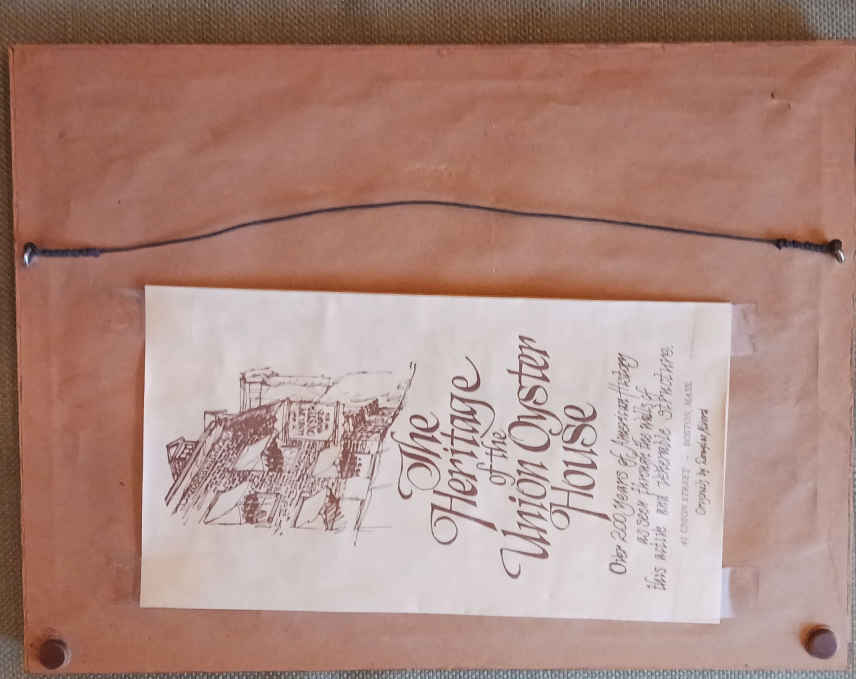 The
Heritage
of the
Union Oyster
House
Over 200 years of American History
as seen through the walls of
this active and venerable structure.
41 UNION STREET BOSTON, MASS.